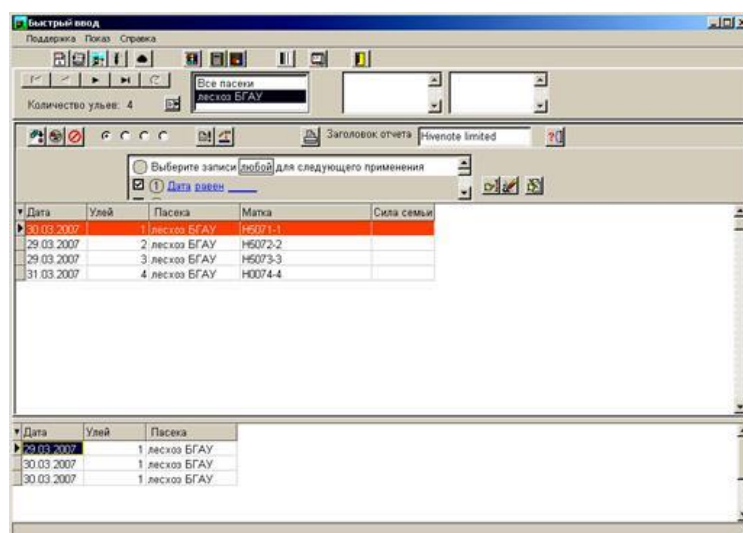 Быстрый ввод
Поддержка Показ Справка
Все пасеки
лесхоз БГАУ
Количество ульев: 4
Заголовок отчета Hivenote limited
Выберите записи любой для следующего применения
1 Дата равен
Дата Улей Пасека Матка Сила семьи
30.03.2007 1 лесхоз БГАУ H5071-1
29.03.2007 2 лесхоз БГАУ H5072-2
29.03.2007 3 лесхоз БГАУ H5073-3
31.03.2007 4 лесхоз БГАУ H0074-4
Дата Улей Пасека
29.03.2007 1 лесхоз БГАУ
30.03.2007 1 лесхоз БГАУ
30.03.2007 1 лесхоз БГАУ